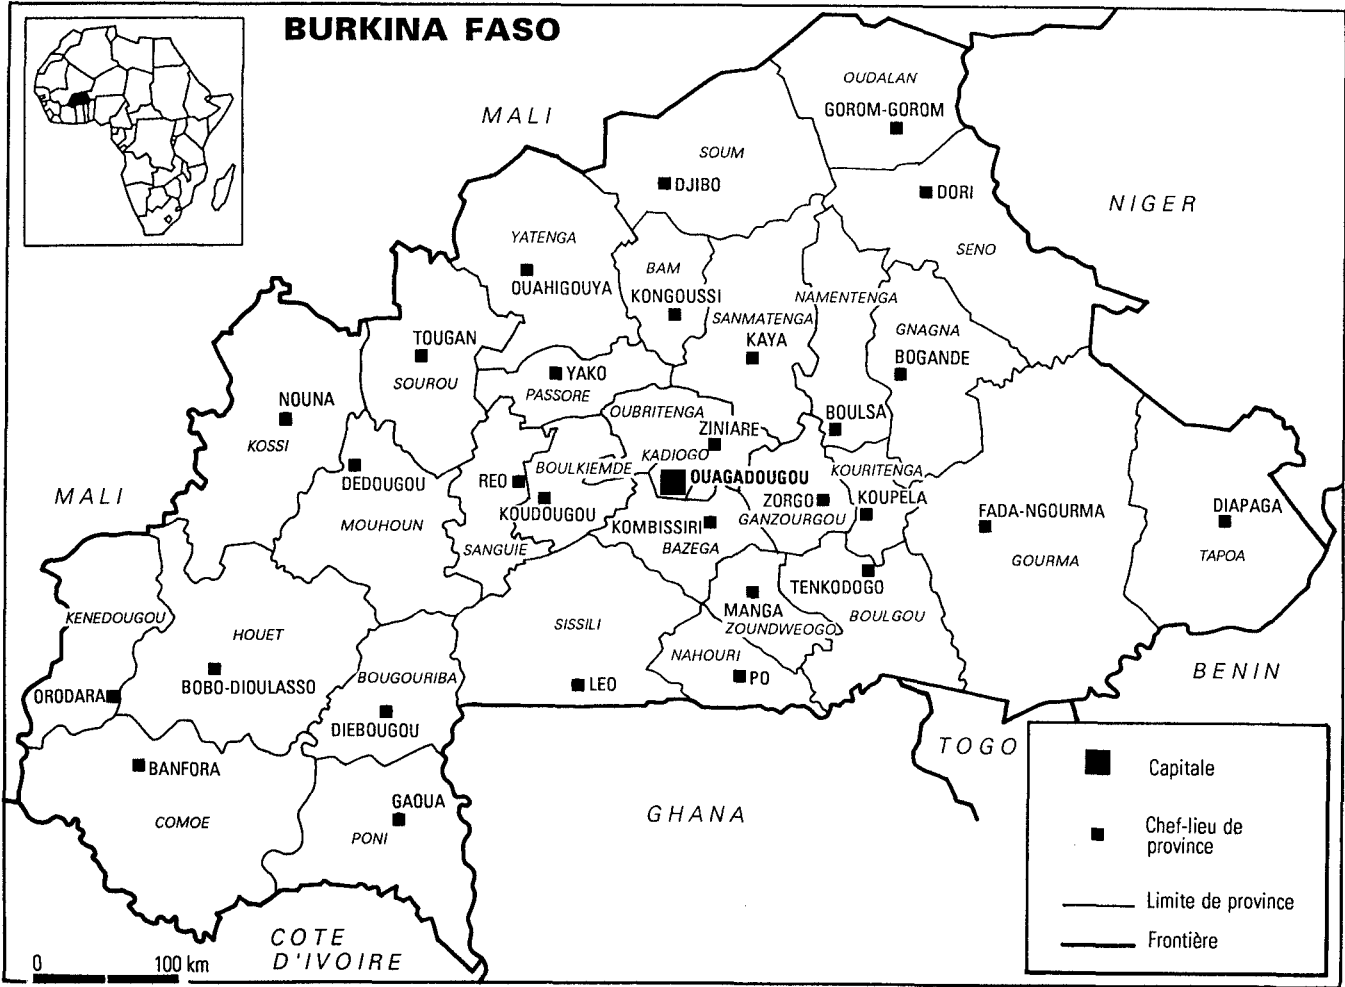 BURKINA FASO
MALI
OUDALAN
GOROM-GOROM
SOUM
DJIBO
DORI
NIGER
SENO
YATENGA
OUAHIGOUYA
BAM
KONGOUSSI
NAMENTENGA
SANMATENGA
KAYA
GNAGNA
BOGANDE
TOUGAN
SOUROU
YAKO
PASSORE
NOUNA
KOSSI
OUBRITENGA
ZINIARE
BOULSA
DEDOUGOU
MOUHOUN
REO
BOULKIEMDE
KOUDOUGOU
SANGUIE
KADIOGO
OUAGADOUGOU
KOMBISSIRI
BAZEGA
ZORGO
GANZOURGOU
KOURITENGA
KOUPELA
FADA-NGOURMA
GOURMA
DIAPAGA
TAPOA
MALI
KENEDOUGOU
HOUET
BOBO-DIOULASSO
ORODARA
SISSILI
LEO
MANGA
ZOUNDWEOGO
NAHOURI
PO
TENKODOGO
BOULGOU
BOUGOURIBA
DIEBOUGOU
BENIN
TOGO
GHANA
BANFORA
COMOE
GAOUA
PONI
COTE
D'IVOIRE
0 100 km
Capitale
Chef-lieu de
province
Limite de province
Frontière